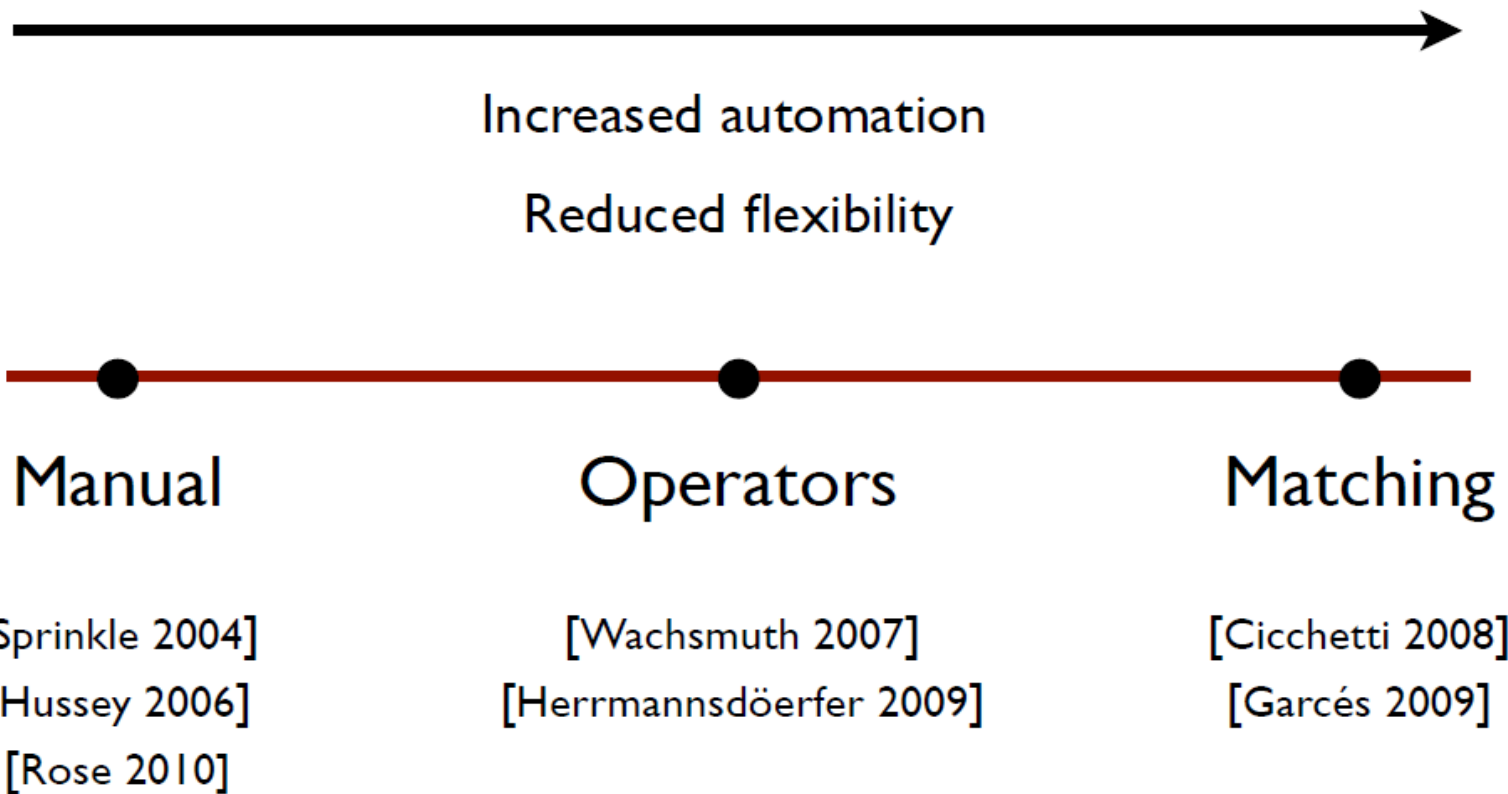 Increased automation
Reduced flexibility
Manual
Operators
Matching
Sprinkle 2004]
[Wachsmuth 2007]
[Cicchetti 2008]
Hussey 2006]
[Herrmannsdöerfer 2009]
[Garcés 2009]
[Rose 2010]